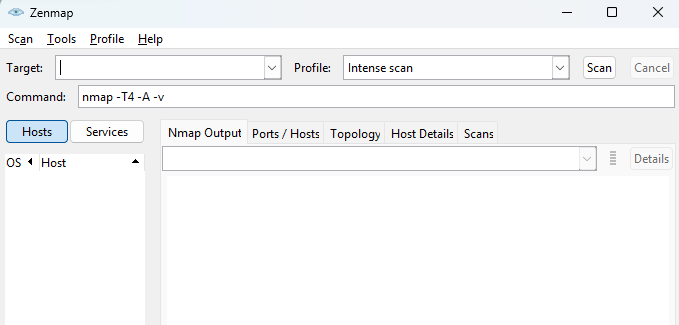 Zenmap
Scan Tools Profile Help
Target: Profile: Intense scan Scan Cancel
Command: nmap -T4 -A -v
Hosts Services Nmap Output Ports / Hosts Topology Host Details Scans
OS Host Details